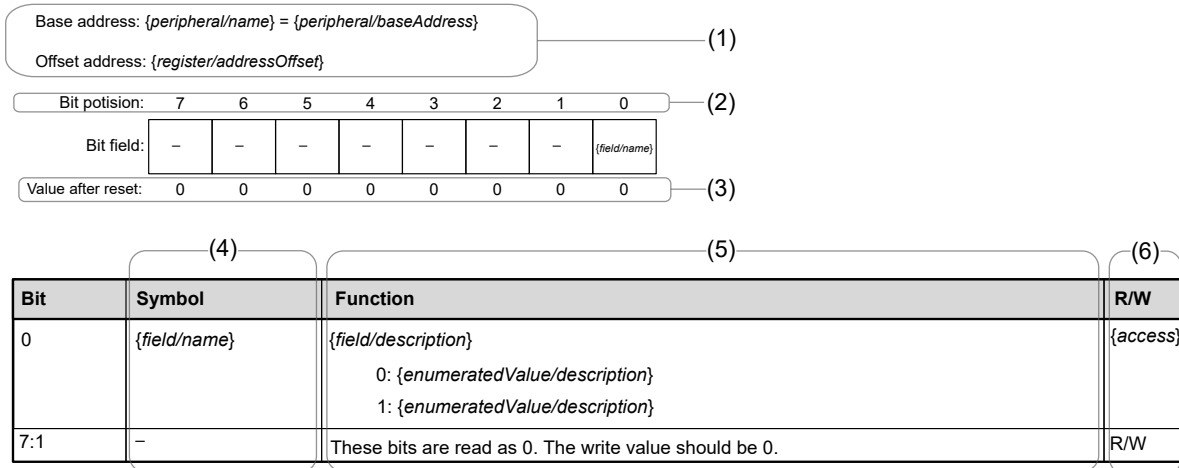 Base address: {peripheral/name} = {peripheral/baseAddress}
(1)
Offset address: {register/addressOffset}
Bit potision: 7 6 5 4 3 2 1 0 (2)
Bit field: – – – – – – – {field/name}
Value after reset: 0 0 0 0 0 0 0 0 (3)
(4) (5) (6)
Bit Symbol Function R/W
0 {field/name} {field/description} {access}
0: {enumeratedValue/description}
1: {enumeratedValue/description}
7:1 – These bits are read as 0. The write value should be 0. R/W